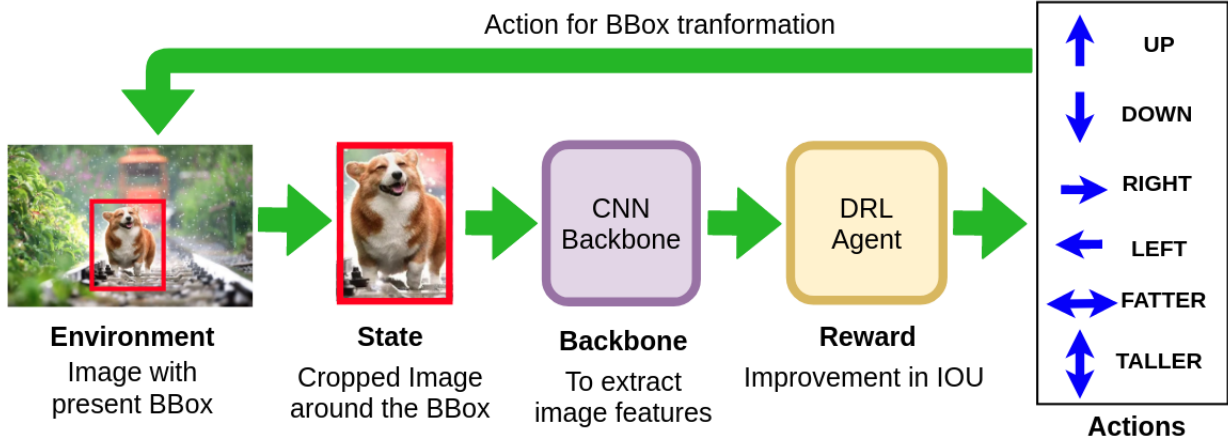 Action for BBox tranformation
UP
DOWN
RIGHT
LEFT
FATTER
TALLER
Actions
CNN
Backbone
DRL
Agent
Environment
Image with
present BBox
State
Cropped Image
around the BBox
Backbone
To extract
image features
Reward
Improvement in IOU